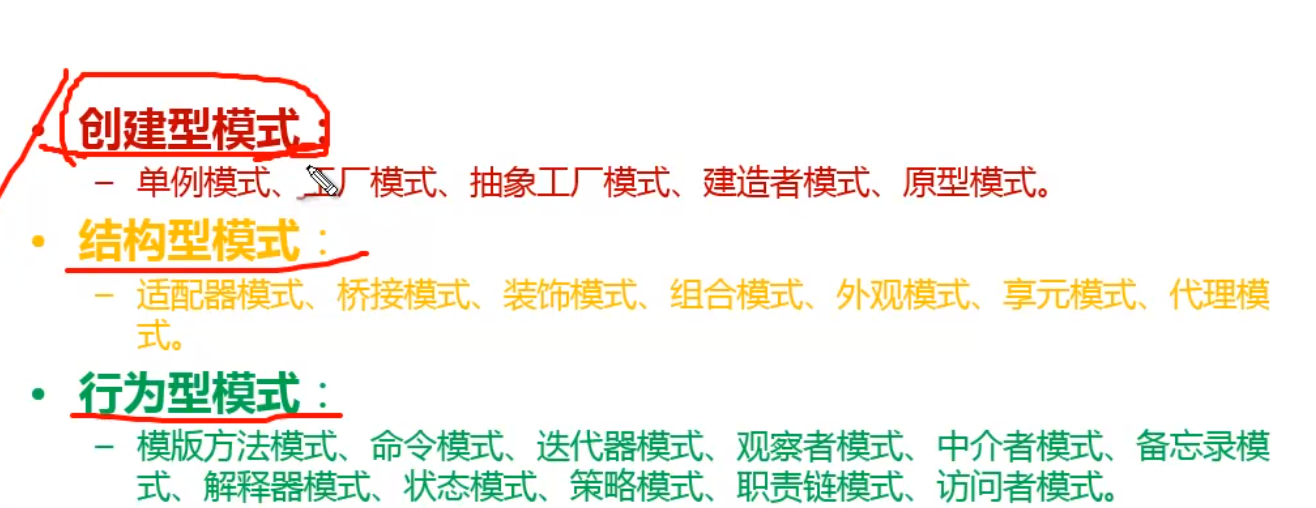 • 创建型模式：
– 单例模式、工厂模式、抽象工厂模式、建造者模式、原型模式。
• 结构型模式：
– 适配器模式、桥接模式、装饰模式、组合模式、外观模式、享元模式、代理模
式。
• 行为型模式：
– 模版方法模式、命令模式、迭代器模式、观察者模式、中介者模式、备忘录模
式、解释器模式、状态模式、策略模式、职责链模式、访问者模式。